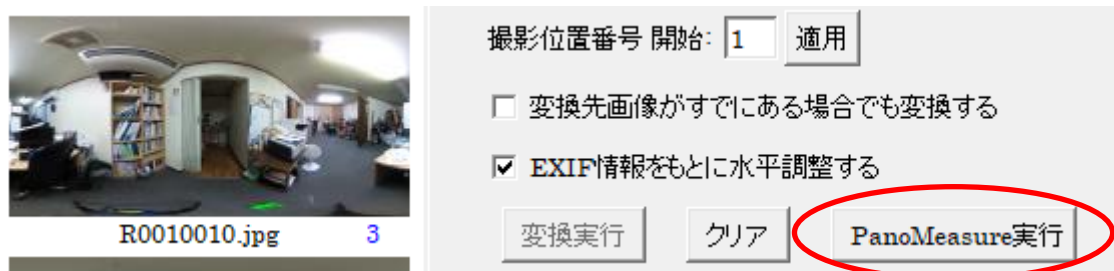 撮影位置番号 開始: 1 適用
変換先画像がすでにある場合でも変換する
EXIF情報をもとに水平調整する
R0010010.jpg 3
変換実行 クリア PanoMeasure実行